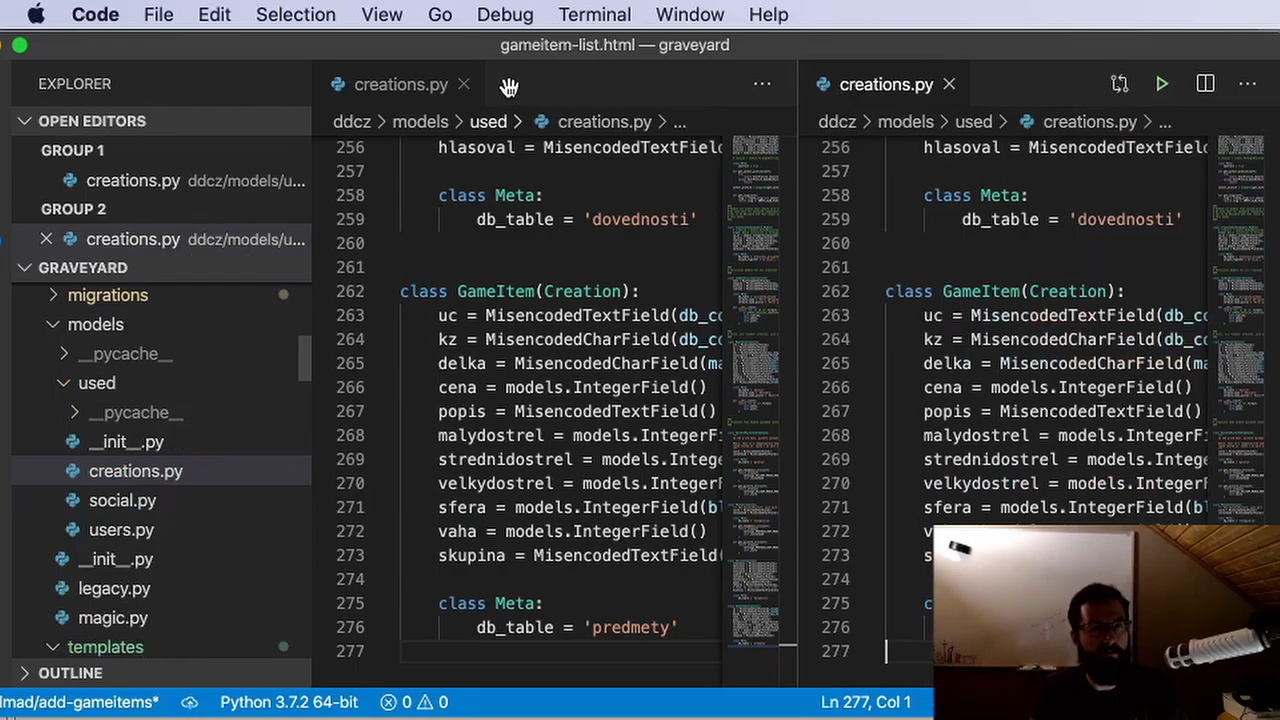 Code File Edit Selection View Go Debug Terminal Window Help
gameitem-list.html — graveyard
EXPLORER
OPEN EDITORS
GROUP 1
creations.py ddcz/models/u...
GROUP 2
creations.py ddcz/models/u...
GRAVEYARD
migrations
models
__pycache__
used
__pycache__
__init__.py
creations.py
social.py
users.py
__init__.py
legacy.py
magic.py
templates
OUTLINE
creations.py
ddcz > models > used > creations.py > ...
256 hlasoval = MisencodedTextField
257
258 class Meta:
259 db_table = 'dovednosti'
260
261
262 class GameItem(Creation):
263 uc = MisencodedTextField(db_co
264 kz = MisencodedCharField(db_co
265 delka = MisencodedCharField(ma
266 cena = models.IntegerField()
267 popis = MisencodedTextField()
268 malydostrel = models.IntegerFi
269 strednidostrel = models.Intege
270 velkydostrel = models.IntegerF
271 sfera = models.IntegerField(bl
272 vaha = models.IntegerField()
273 skupina = MisencodedTextField(
274
275 class Meta:
276 db_table = 'predmety'
277
creations.py
ddcz > models > used > creations.py > ...
256 hlasoval = MisencodedTextField
257
258 class Meta:
259 db_table = 'dovednosti'
260
261
262 class GameItem(Creation):
263 uc = MisencodedTextField(db_co
264 kz = MisencodedCharField(db_co
265 delka = MisencodedCharField(ma
266 cena = models.IntegerField()
267 popis = MisencodedTextField()
268 malydostrel = models.IntegerFi
269 strednidostrel = models.Intege
270 velkydostrel = models.IntegerF
271 sfera = models.IntegerField(bl
272 v
273 s
274
275 c
276
277
lmad/add-gameitems* Python 3.7.2 64-bit 0 0 Ln 277, Col 1